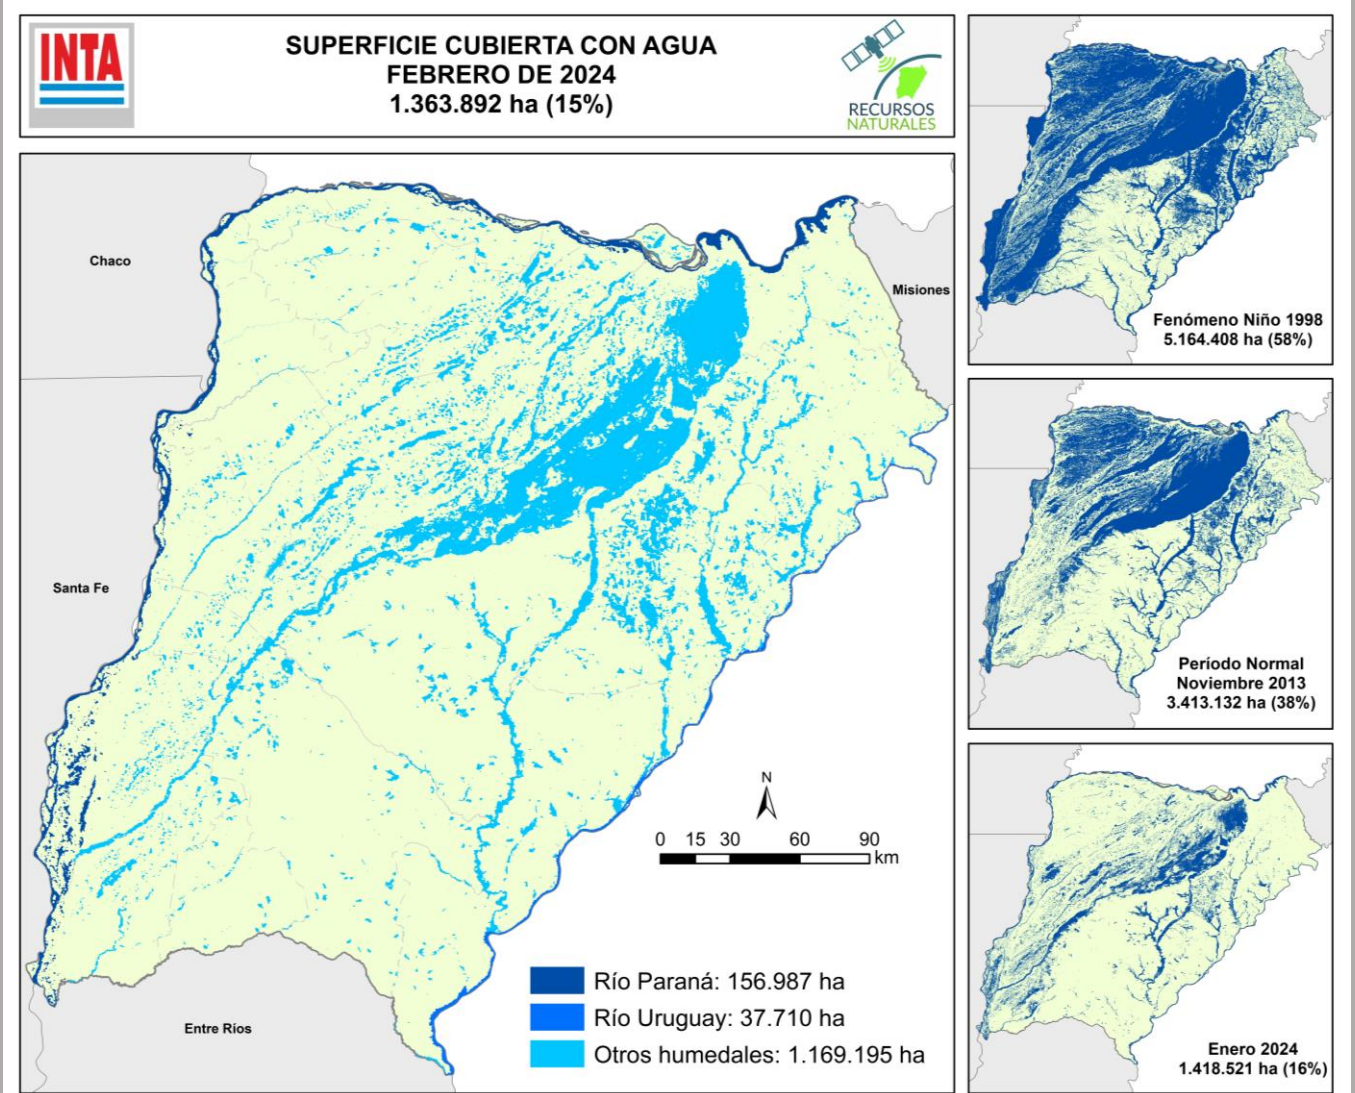 INTA
SUPERFICIE CUBIERTA CON AGUA
FEBRERO DE 2024
1.363.892 ha (15%)
RECURSOS
NATURALES
Chaco
Misiones
Santa Fe
Entre Ríos
N
0 15 30 60 90
km
Río Paraná: 156.987 ha
Río Uruguay: 37.710 ha
Otros humedales: 1.169.195 ha
Fenómeno Niño 1998
5.164.408 ha (58%)
Período Normal
Noviembre 2013
3.413.132 ha (38%)
Enero 2024
1.418.521 ha (16%)